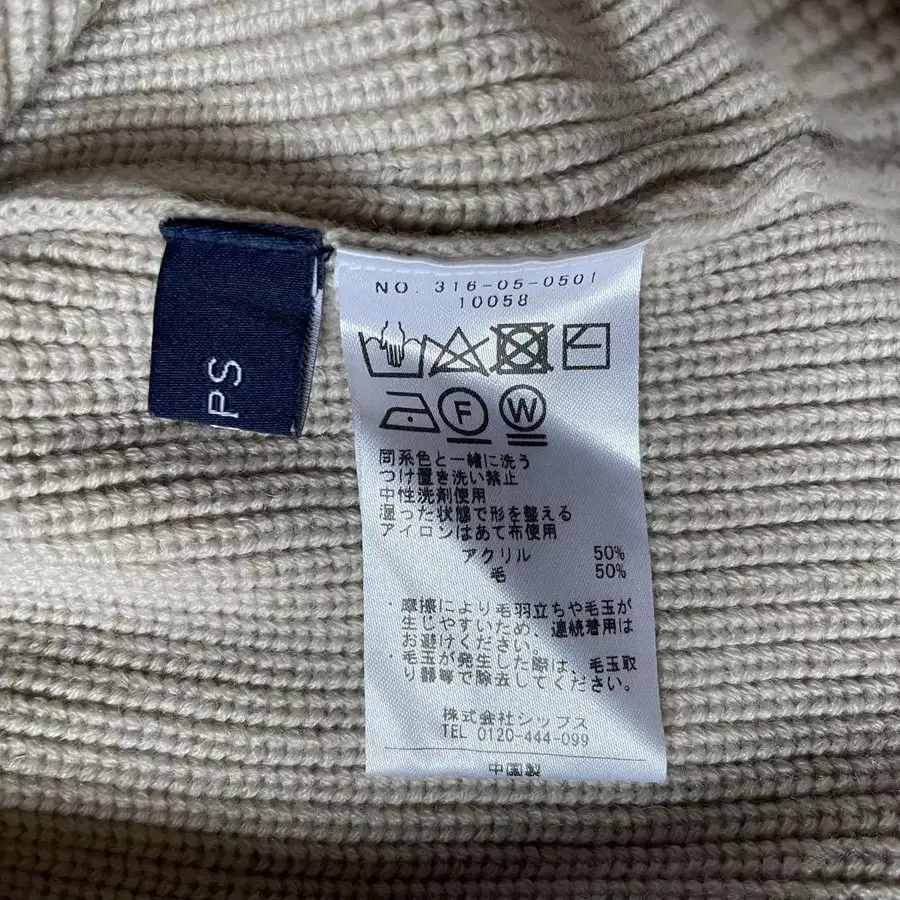 NO. 316-05-0501
10058
F
W
同系色と一緒に洗う
つけ置き洗い禁止
中性洗剤使用
湿った状態で形を整える
アイロンはあて布使用
アクリル 50%
毛 50%
・摩擦により毛羽立ちや毛玉が
生じやすいため、連続着用は
お避けください。
・毛玉が発生した際は、毛玉取
り器等で除去してください。
株式会社シップス
TEL 0120-444-099
中国製
IPS